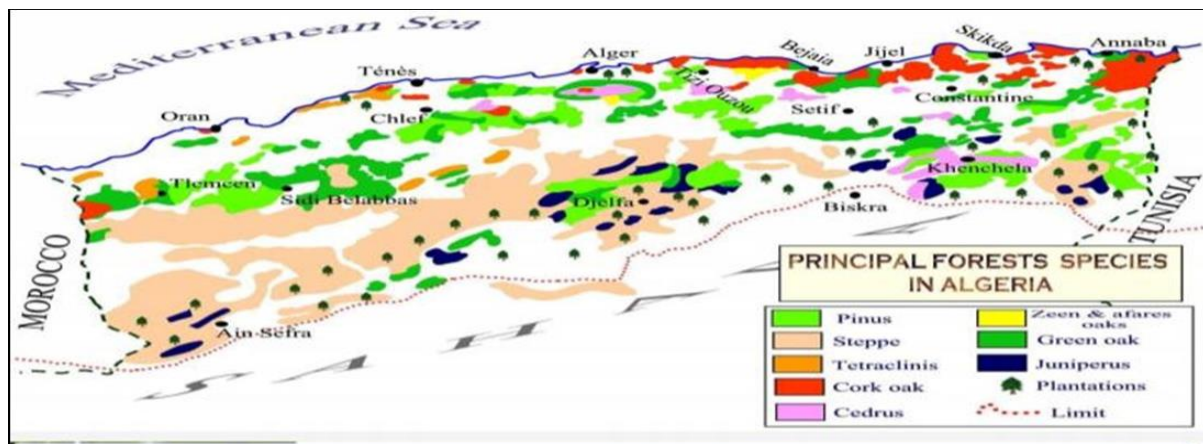 Mediterranean Sea
Skikda
Annaba
Jijel
Bejaia
Alger
Ténès
Tizi Ouzou
Constantine
Setif
Oran
Chlef
Khenchela
Tlemcen
Sidi Belabbas
Djelfa
Biskra
MOROCCO
TUNISIA
Ain-Sefra
SAHARA
PRINCIPAL FORESTS SPECIES
IN ALGERIA
Pinus
Steppe
Tetraclinis
Cork oak
Cedrus
Zeen & afares
oaks
Green oak
Juniperus
Plantations
Limit